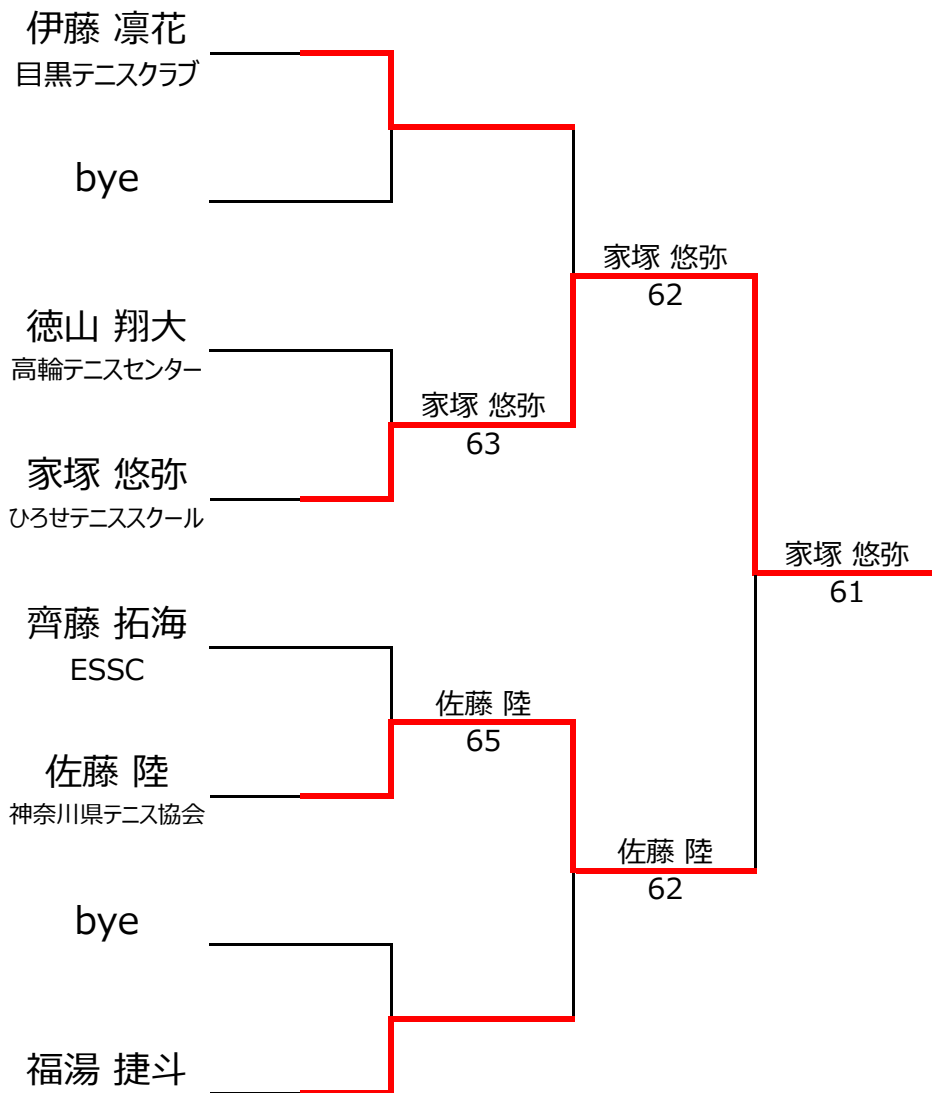 伊藤 凛花
目黒テニスクラブ
bye
徳山 翔大
高輪テニスセンター
家塚 悠弥
ひろせテニススクール
齊藤 拓海
ESSC
佐藤 陸
神奈川県テニス協会
bye
福湯 捷斗
家塚 悠弥
63
佐藤 陸
65
家塚 悠弥
62
佐藤 陸
62
家塚 悠弥
61